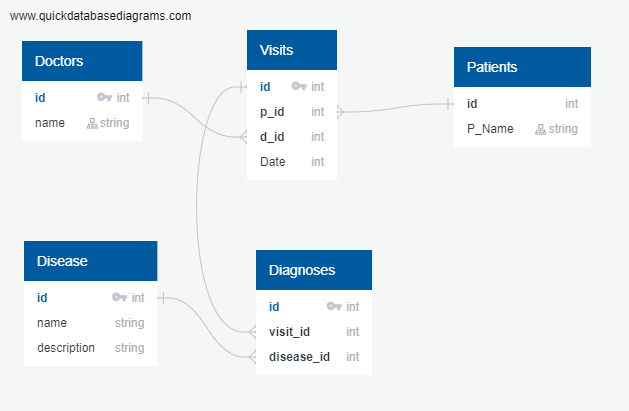 www.quickdatabasediagrams.com
Doctors
id int
name string
Visits
id int
p_id int
d_id int
Date int
Patients
id int
P_Name string
Disease
id int
name string
description string
Diagnoses
id int
visit_id int
disease_id int